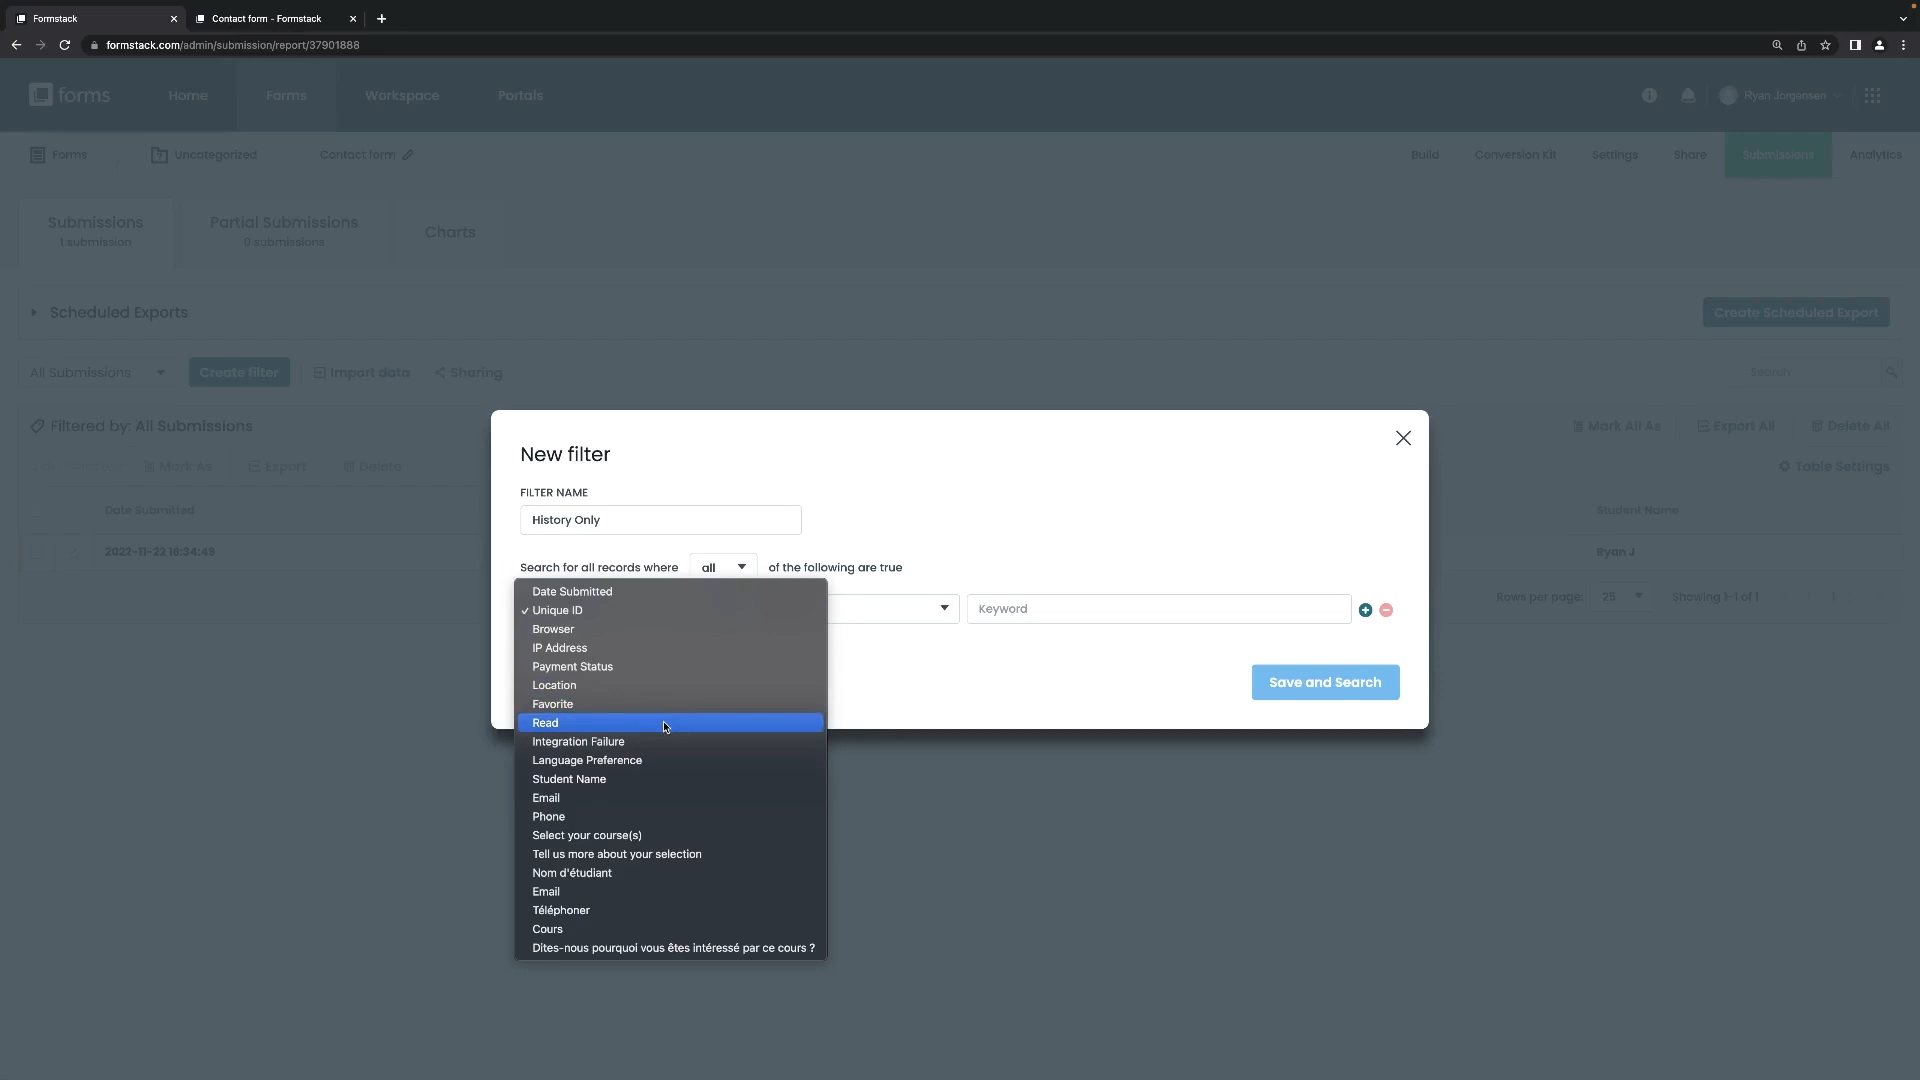 Formstack
Contact form - Formstack
formstack.com/admin/submission/report/37901888
forms
Home
Forms
Workspace
Portals
Ryan Jorgensen
Forms
Uncategorized
Contact form
Build
Conversion Kit
Settings
Share
Submissions
Analytics
Submissions
1 submission
Partial Submissions
0 submissions
Charts
Scheduled Exports
Create Scheduled Export
All Submissions
Create filter
Import data
Sharing
Search
Filtered by: All Submissions
Mark All As
Export All
Delete All
Mark As
Export
Delete
Table Settings
Date Submitted
Student Name
2022-11-22 16:34:49
Ryan J
Rows per page: 25
Showing 1-1 of 1
1
New filter
FILTER NAME
History Only
Search for all records where all of the following are true
Keyword
Save and Search
Date Submitted
✓ Unique ID
Browser
IP Address
Payment Status
Location
Favorite
Read
Integration Failure
Language Preference
Student Name
Email
Phone
Select your course(s)
Tell us more about your selection
Nom d'étudiant
Email
Téléphoner
Cours
Dites-nous pourquoi vous êtes intéressé par ce cours ?